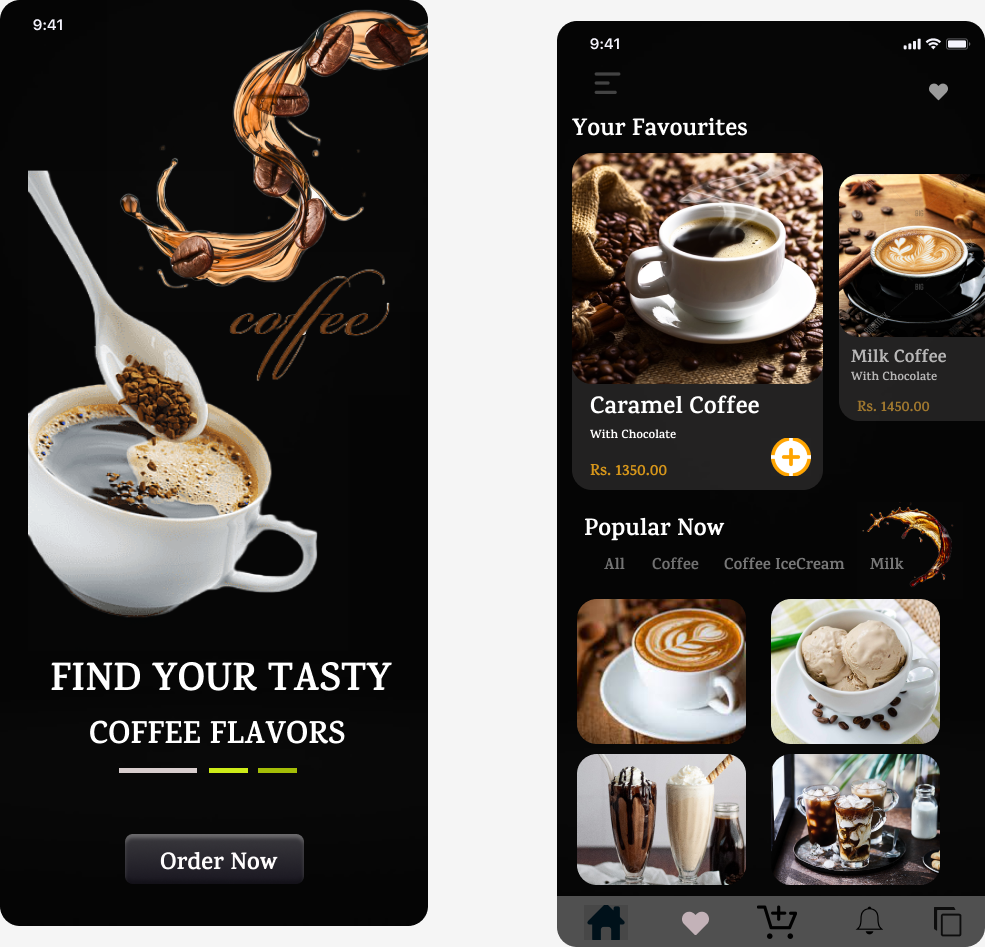 9:41
coffee
FIND YOUR TASTY
COFFEE FLAVORS
Order Now
9:41
Your Favourites
Caramel Coffee
With Chocolate
Rs. 1350.00
Milk Coffee
With Chocolate
Rs. 1450.00
Popular Now
All Coffee Coffee IceCream Milk